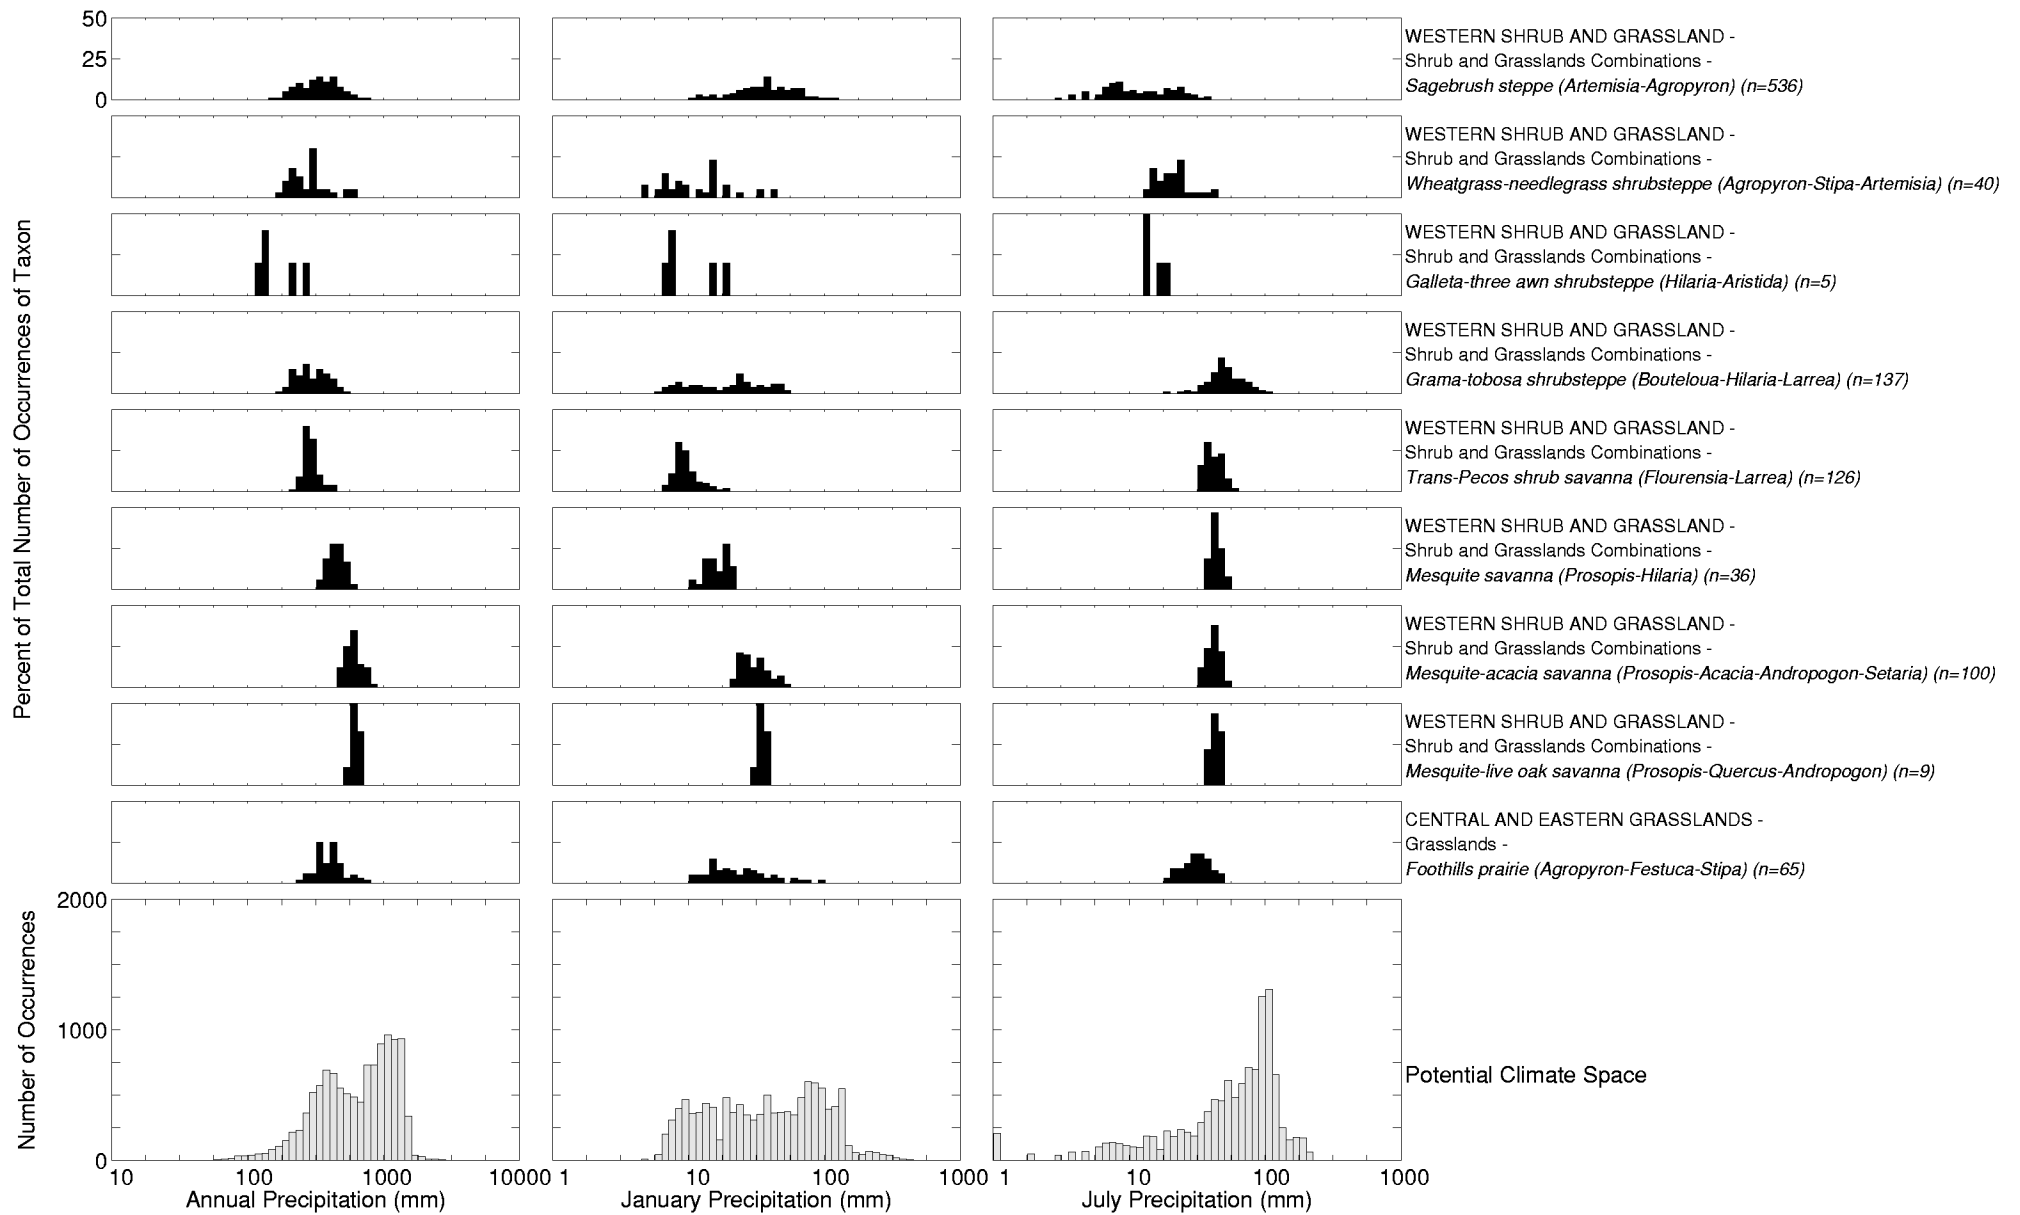 50
25
0
WESTERN SHRUB AND GRASSLAND -
Shrub and Grasslands Combinations -
Sagebrush steppe (Artemisia-Agropyron) (n=536)
WESTERN SHRUB AND GRASSLAND -
Shrub and Grasslands Combinations -
Wheatgrass-needlegrass shrubsteppe (Agropyron-Stipa-Artemisia) (n=40)
WESTERN SHRUB AND GRASSLAND -
Shrub and Grasslands Combinations -
Galleta-three awn shrubsteppe (Hilaria-Aristida) (n=5)
WESTERN SHRUB AND GRASSLAND -
Shrub and Grasslands Combinations -
Grama-tobosa shrubsteppe (Bouteloua-Hilaria-Larrea) (n=137)
WESTERN SHRUB AND GRASSLAND -
Shrub and Grasslands Combinations -
Trans-Pecos shrub savanna (Flourensia-Larrea) (n=126)
WESTERN SHRUB AND GRASSLAND -
Shrub and Grasslands Combinations -
Mesquite savanna (Prosopis-Hilaria) (n=36)
WESTERN SHRUB AND GRASSLAND -
Shrub and Grasslands Combinations -
Mesquite-acacia savanna (Prosopis-Acacia-Andropogon-Setaria) (n=100)
WESTERN SHRUB AND GRASSLAND -
Shrub and Grasslands Combinations -
Mesquite-live oak savanna (Prosopis-Quercus-Andropogon) (n=9)
CENTRAL AND EASTERN GRASSLANDS -
Grasslands -
Foothills prairie (Agropyron-Festuca-Stipa) (n=65)
Percent of Total Number of Occurrences of Taxon
2000
1000
0
Number of Occurrences
Potential Climate Space
10 100 1000 10000
1 10 100 1000
1 10 100 1000
Annual Precipitation (mm)
January Precipitation (mm)
July Precipitation (mm)